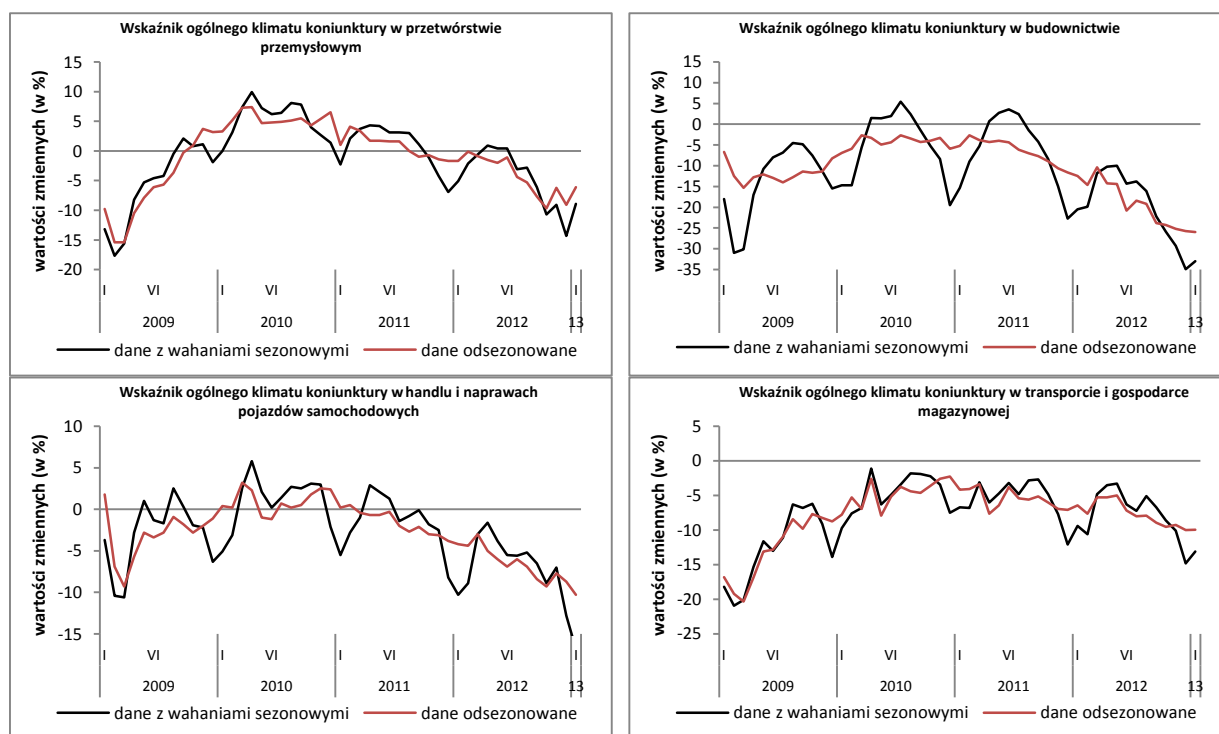 Wskaźnik ogólnego klimatu koniunktury w przetwórstwie
przemysłowym
wartości zmiennych (w %)
15
10
5
0
-5
-10
-15
-20
I VI I VI I VI I VI I
2009 2010 2011 2012 13
dane z wahaniami sezonowymi dane odsezonowane
Wskaźnik ogólnego klimatu koniunktury w budownictwie
wartości zmiennych (w %)
15
10
5
0
-5
-10
-15
-20
-25
-30
-35
I VI I VI I VI I VI I
2009 2010 2011 2012 13
dane z wahaniami sezonowymi dane odsezonowane
Wskaźnik ogólnego klimatu koniunktury w handlu i naprawach
pojazdów samochodowych
wartości zmiennych (w %)
10
5
0
-5
-10
-15
I VI I VI I VI I VI I
2009 2010 2011 2012 13
dane z wahaniami sezonowymi dane odsezonowane
Wskaźnik ogólnego klimatu koniunktury w transporcie i gospodarce
magazynowej
wartości zmiennych (w %)
5
0
-5
-10
-15
-20
-25
I VI I VI I VI I VI I
2009 2010 2011 2012 13
dane z wahaniami sezonowymi dane odsezonowane